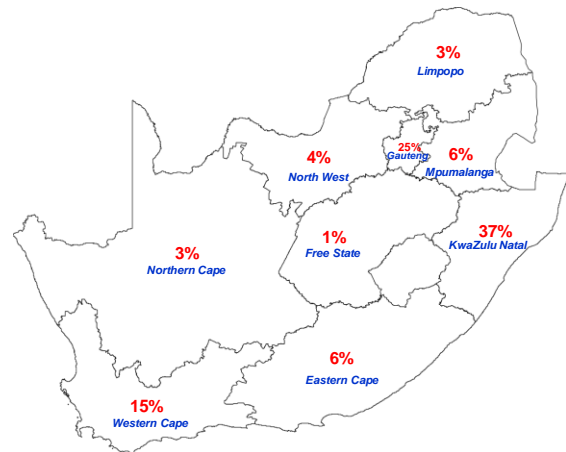 3%
Limpopo
4%
North West
25%
Gauteng
6%
Mpumalanga
37%
KwaZulu Natal
1%
Free State
3%
Northern Cape
6%
Eastern Cape
15%
Western Cape